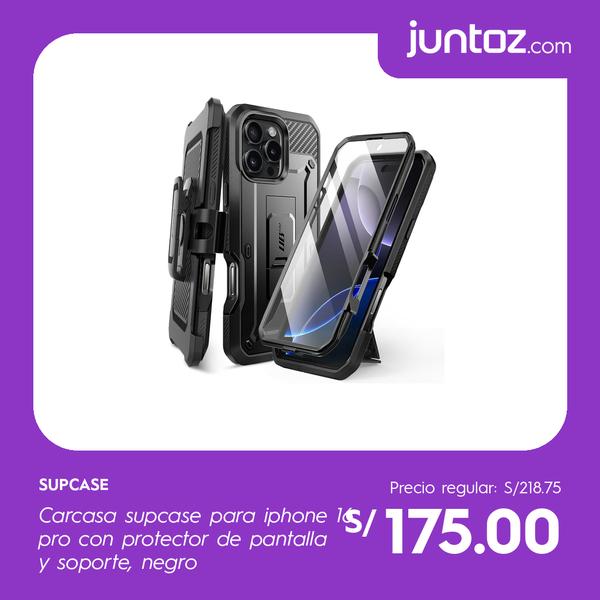 juntoz.com
SUPCASE
Precio regular: S/218.75
Carcasa supcase para iphone 16
pro con protector de pantalla
y soporte, negro
S/ 175.00